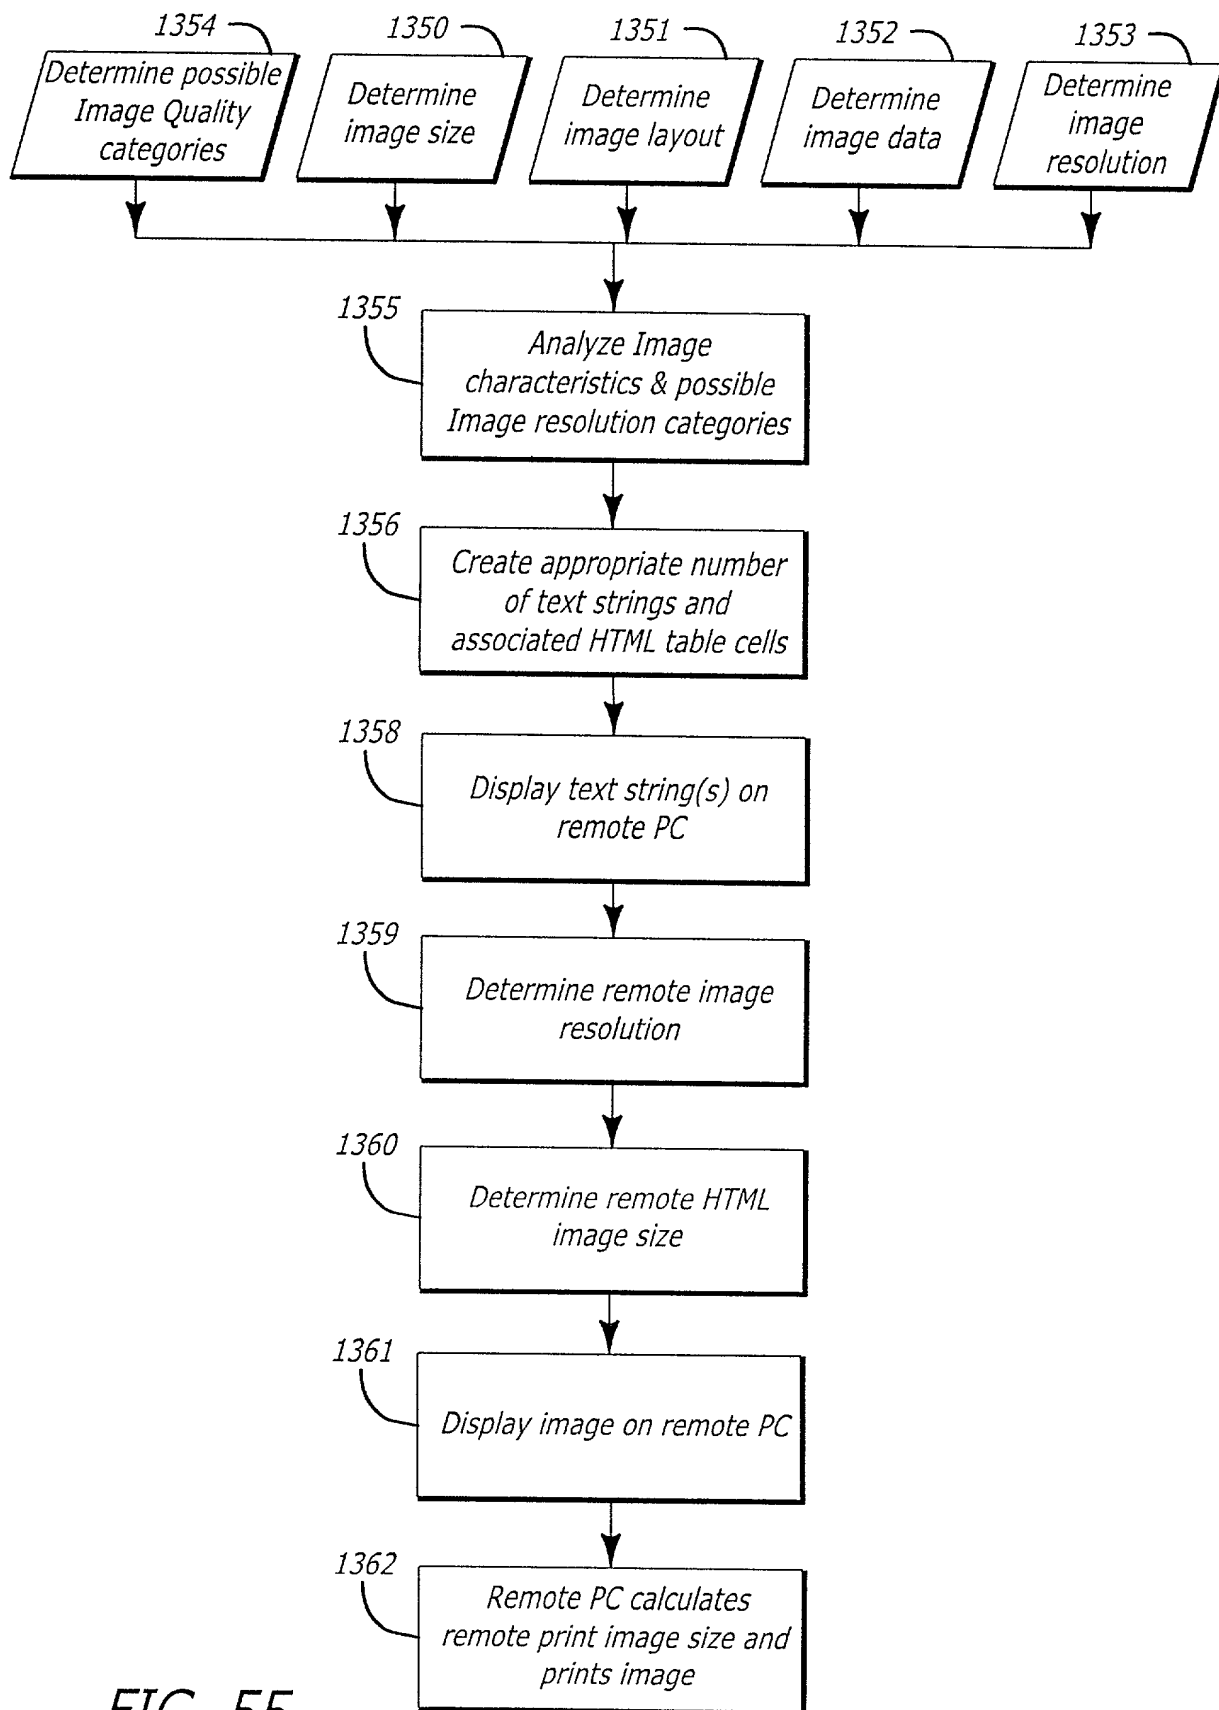 1354
1350
1351
1352
1353
Determine possible
Image Quality
categories
Determine
image size
Determine
image layout
Determine
image data
Determine
image
resolution
1355
Analyze Image
characteristics & possible
Image resolution categories
1356
Create appropriate number
of text strings and
associated HTML table cells
1358
Display text string(s) on
remote PC
1359
Determine remote image
resolution
1360
Determine remote HTML
image size
1361
Display image on remote PC
1362
Remote PC calculates
remote print image size and
prints image
FIG. 55